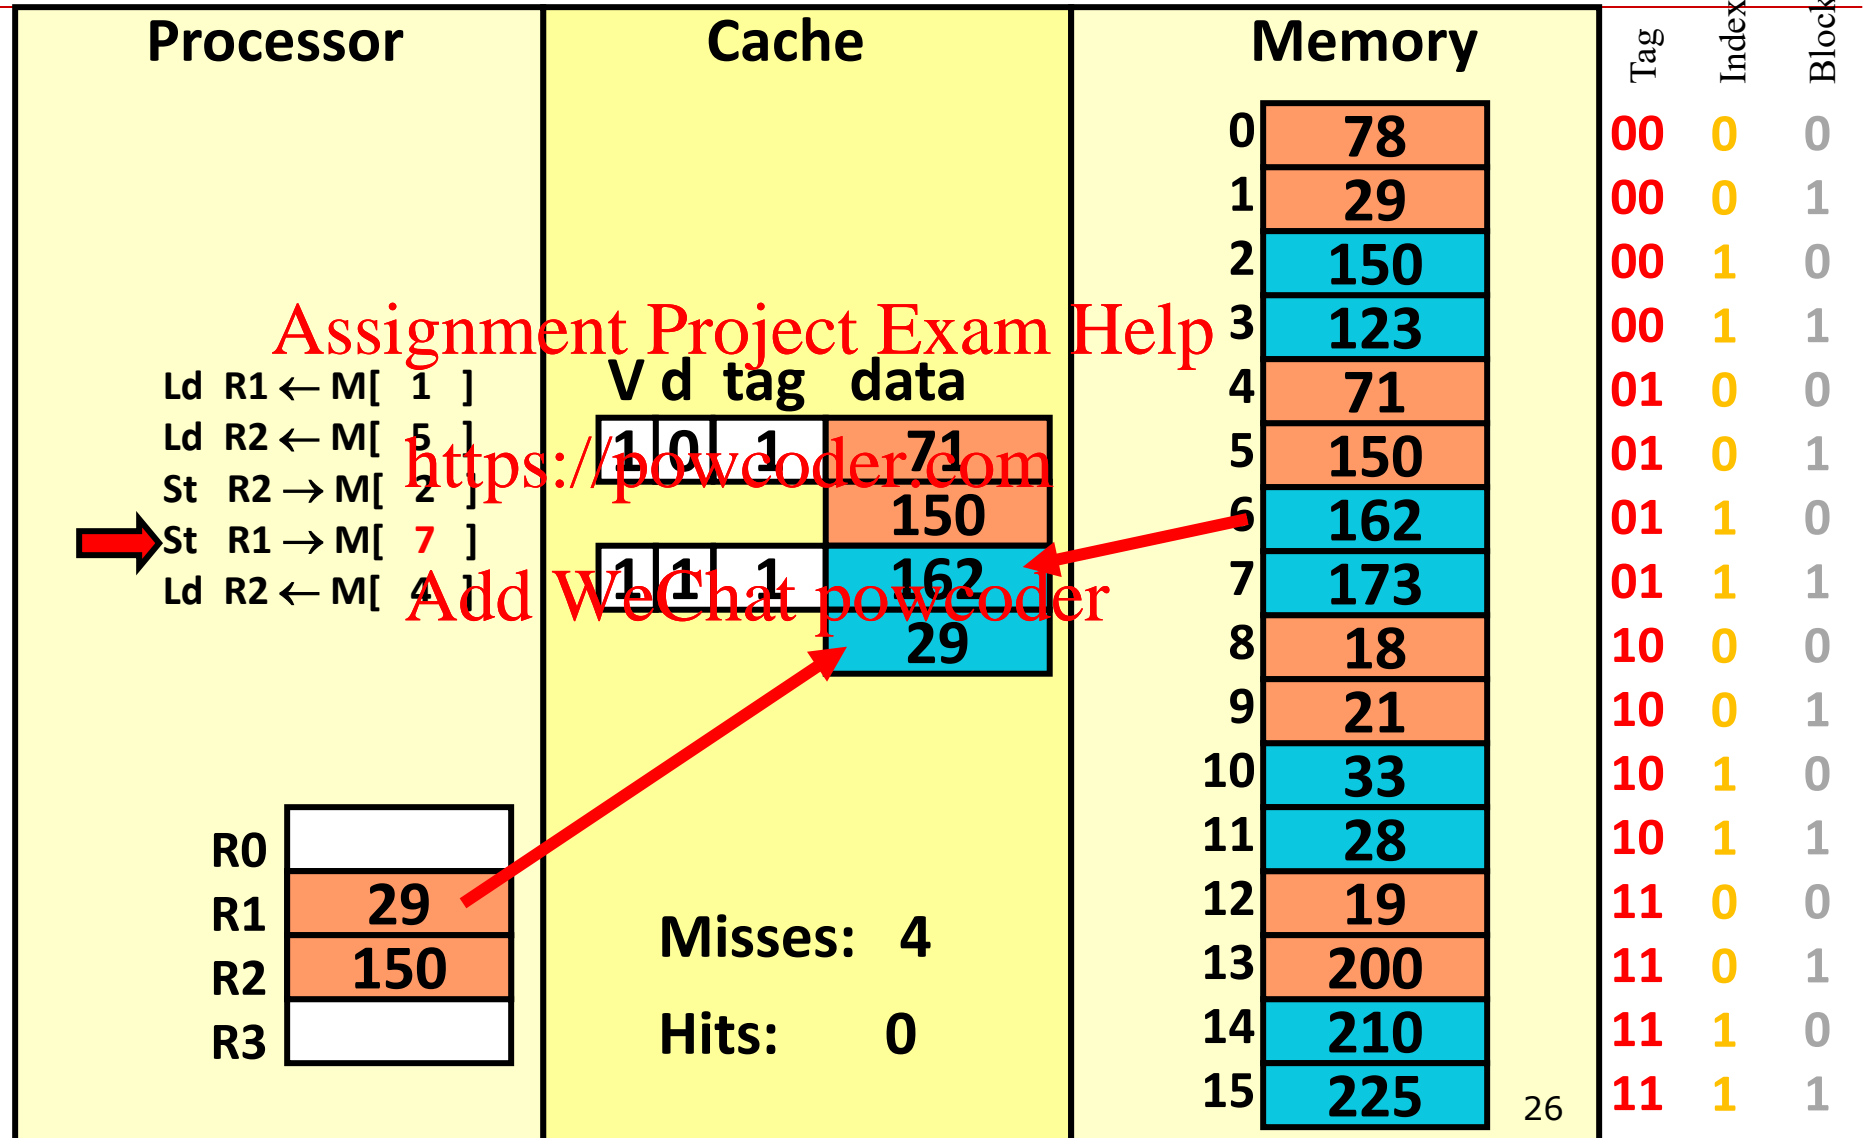 Processor
Cache
Memory
Tag
Index
Block
Assignment Project Exam Help
https://powcoder.com
Add WeChat powcoder
Ld R1 ← M[ 1 ]
Ld R2 ← M[ 5 ]
St R2 → M[ 2 ]
St R1 → M[ 7 ]
Ld R2 ← M[ 4 ]
V d tag data
1 0 1 71
150
1 1 1 162
29
R0
R1 29
R2 150
R3
Misses: 4
Hits: 0
0 78 00 0 0
1 29 00 0 1
2 150 00 1 0
3 123 00 1 1
4 71 01 0 0
5 150 01 0 1
6 162 01 1 0
7 173 01 1 1
8 18 10 0 0
9 21 10 0 1
10 33 10 1 0
11 28 10 1 1
12 19 11 0 0
13 200 11 0 1
14 210 11 1 0
15 225 11 1 1
26